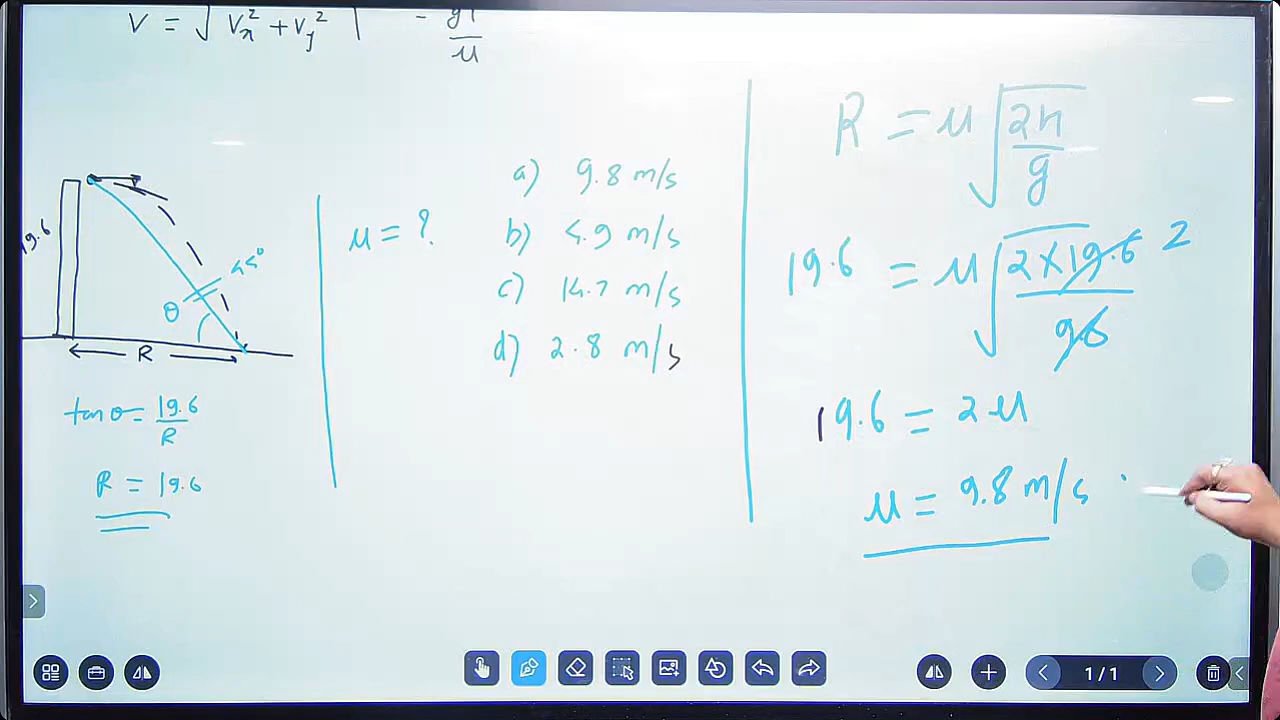 V = √ Vx² + Vy²
u
19.6
45°
θ
R
tan θ = 19.6/R
R = 19.6
u = ?
a) 9.8 m/s
b) 4.9 m/s
c) 14.7 m/s
d) 2.8 m/s
R = u√(2H/g)
19.6 = u√(2×19.6/9.8) 2
19.6 = 2u
u = 9.8 m/s
1/1